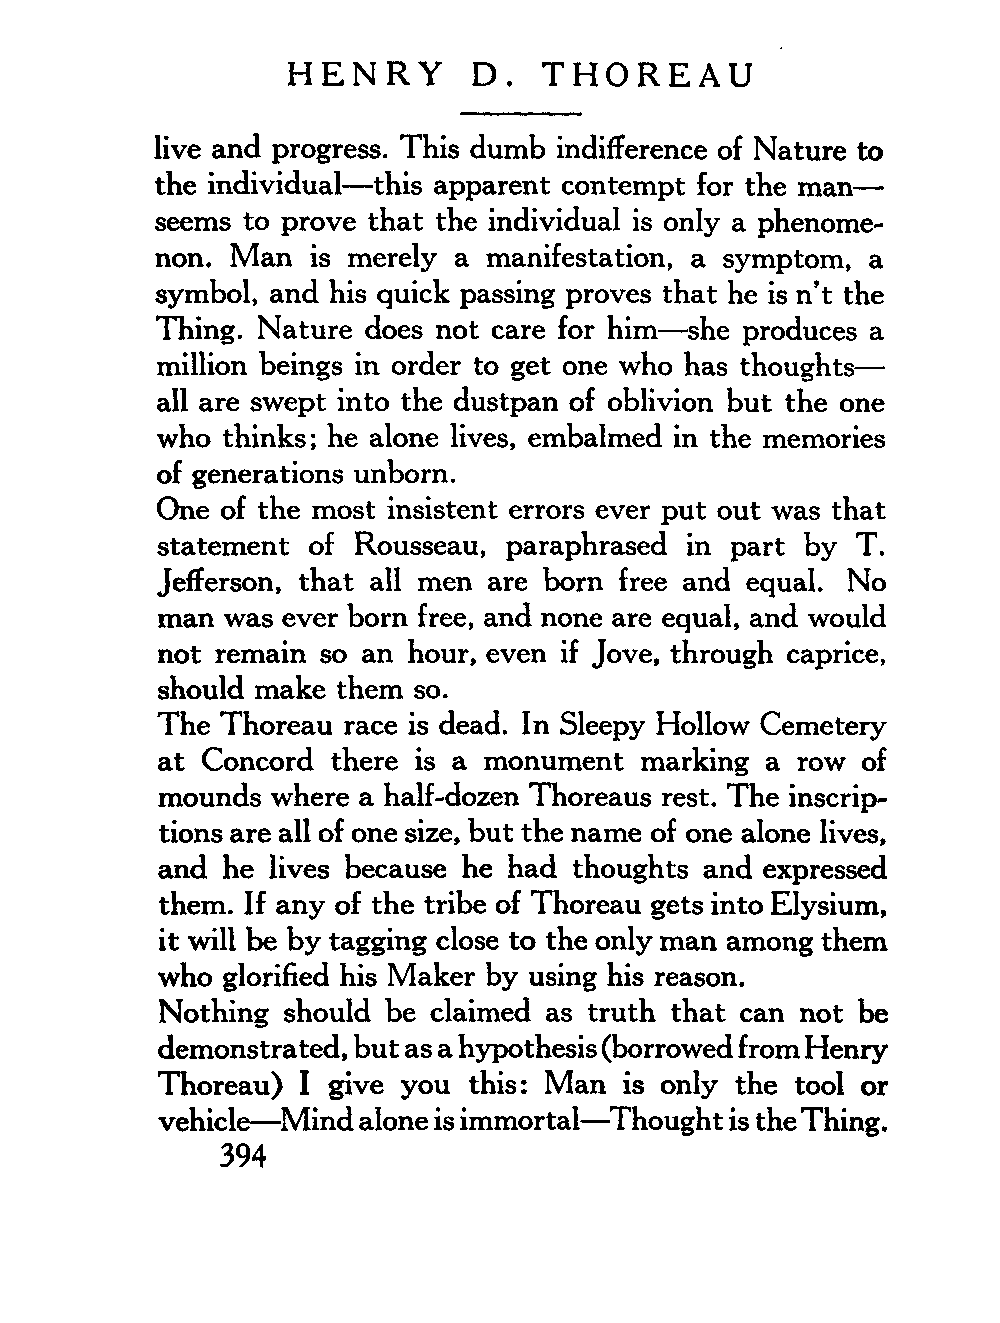 HENRY D. THOREAU
live and progress. This dumb indifference of Nature to
the individual—this apparent contempt for the man—
seems to prove that the individual is only a phenome-
non. Man is merely a manifestation, a symptom, a
symbol, and his quick passing proves that he is n't the
Thing. Nature does not care for him—she produces a
million beings in order to get one who has thoughts—
all are swept into the dustpan of oblivion but the one
who thinks; he alone lives, embalmed in the memories
of generations unborn.
One of the most insistent errors ever put out was that
statement of Rousseau, paraphrased in part by T.
Jefferson, that all men are born free and equal. No
man was ever born free, and none are equal, and would
not remain so an hour, even if Jove, through caprice,
should make them so.
The Thoreau race is dead. In Sleepy Hollow Cemetery
at Concord there is a monument marking a row of
mounds where a half-dozen Thoreaus rest. The inscrip-
tions are all of one size, but the name of one alone lives,
and he lives because he had thoughts and expressed
them. If any of the tribe of Thoreau gets into Elysium,
it will be by tagging close to the only man among them
who glorified his Maker by using his reason.
Nothing should be claimed as truth that can not be
demonstrated, but as a hypothesis (borrowed from Henry
Thoreau) I give you this: Man is only the tool or
vehicle—Mind alone is immortal—Thought is the Thing.
394